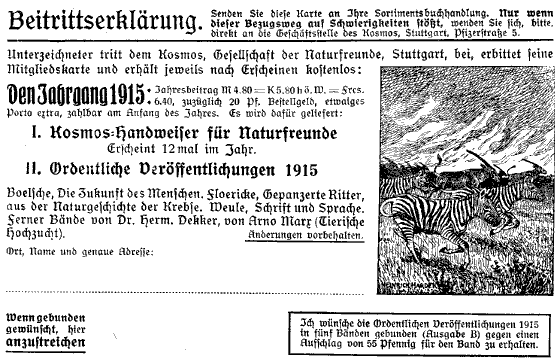 Beitrittserklärung.
Senden Sie diese Karte an Ihre Sortimentsbuchhandlung. Nur wenn
dieser Bezugsweg auf Schwierigkeiten stößt, wenden Sie sich, bitte,
direkt an die Geschäftsstelle des Kosmos, Stuttgart, Pfizerstraße 5.
Unterzeichneter tritt dem Kosmos, Gesellschaft der Naturfreunde, Stuttgart, bei, erbittet seine
Mitgliedskarte und erhält jeweils nach Erscheinen kostenlos:
Den Jahrgang 1915: Jahresbeitrag M 4.80 = K 5.80 h ö. W. = Frcs.
6.40, zuzüglich 20 Pf. Bestellgeld, etwaiges
Porto extra, zahlbar am Anfang des Jahres. Es wird dafür geliefert:
I. Kosmos-Handweiser für Naturfreunde
Erscheint 12 mal im Jahr.
II. Ordentliche Veröffentlichungen 1915
Boelsche, Die Zukunft des Menschen. Floericke, Gepanzerte Ritter,
aus der Naturgeschichte der Krebse. Weule, Schrift und Sprache.
Ferner Bände von Dr. Herm. Dekker, von Arno Marx (Tierische
Hochzucht). Änderungen vorbehalten.
Ort, Name und genaue Adresse:
Wenn gebunden
gewünscht, hier
anzustreichen
Ich wünsche die Ordentlichen Veröffentlichungen 1915
in fünf Bänden gebunden (Ausgabe B) gegen einen
Aufschlag von 55 Pfennig für den Band zu erhalten.